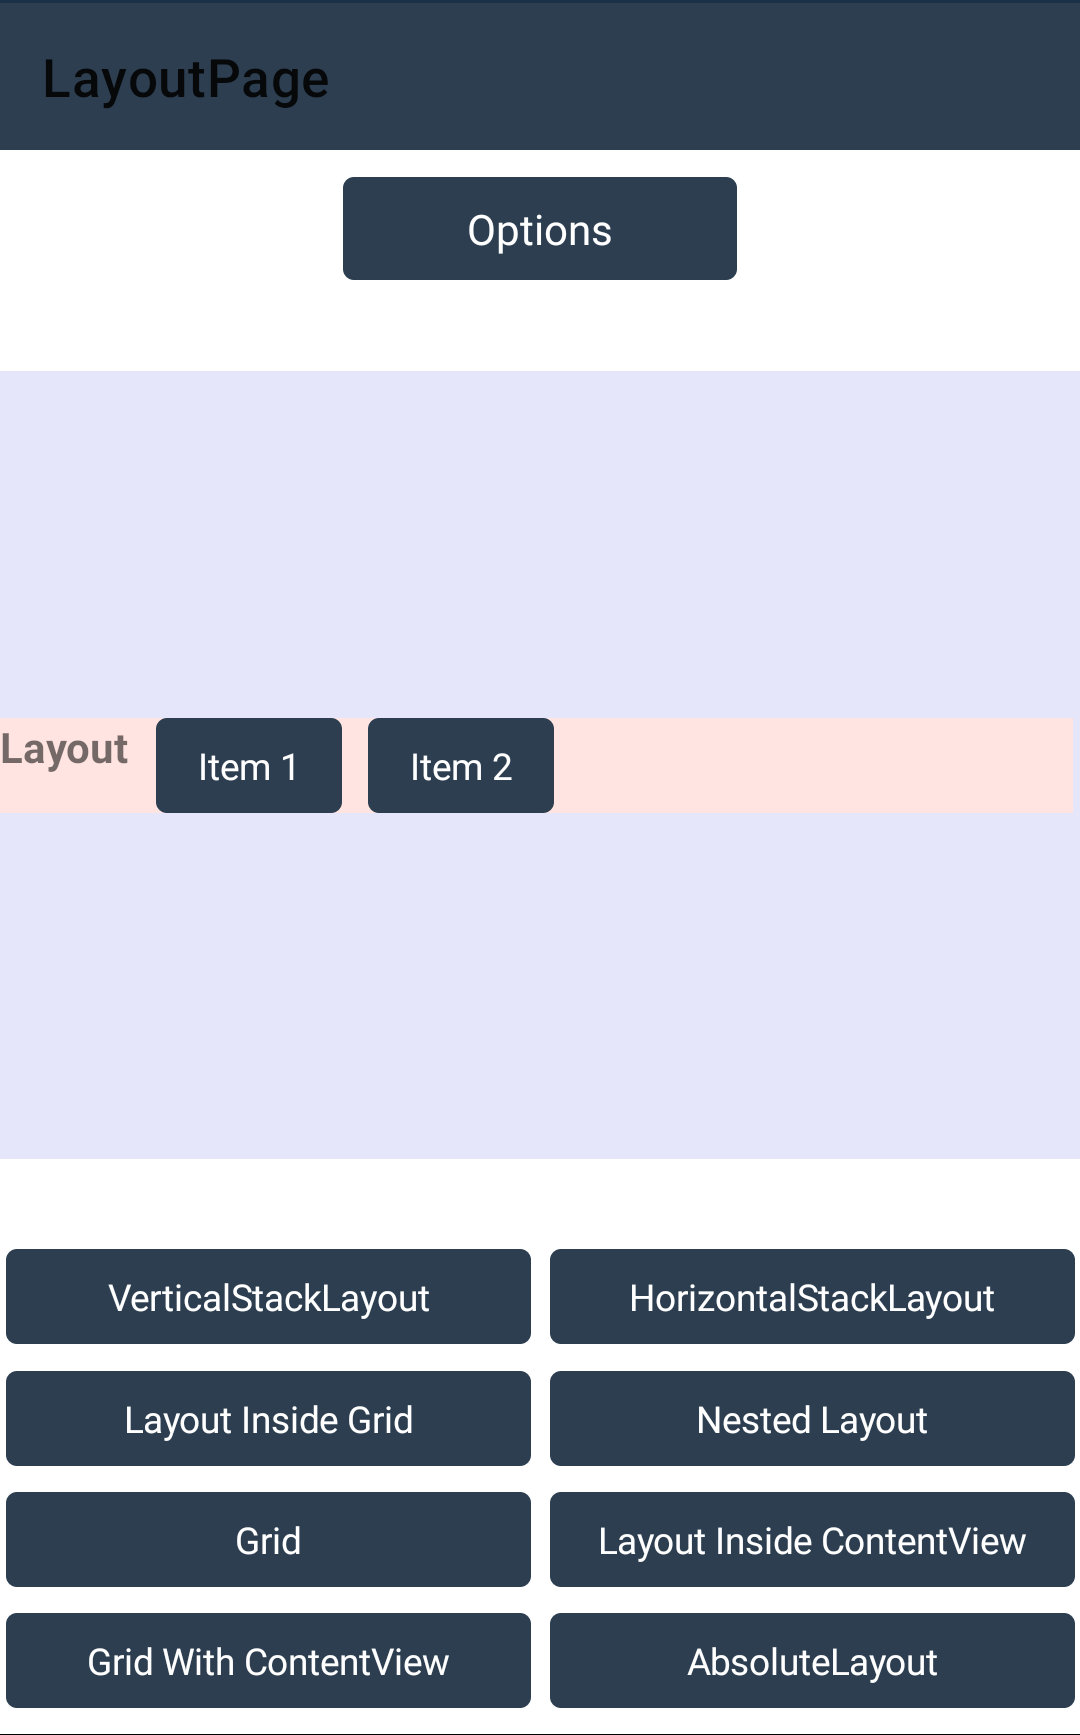 LayoutPage
Options
Layout Item 1 Item 2
VerticalStackLayout HorizontalStackLayout
Layout Inside Grid Nested Layout
Grid Layout Inside ContentView
Grid With ContentView AbsoluteLayout